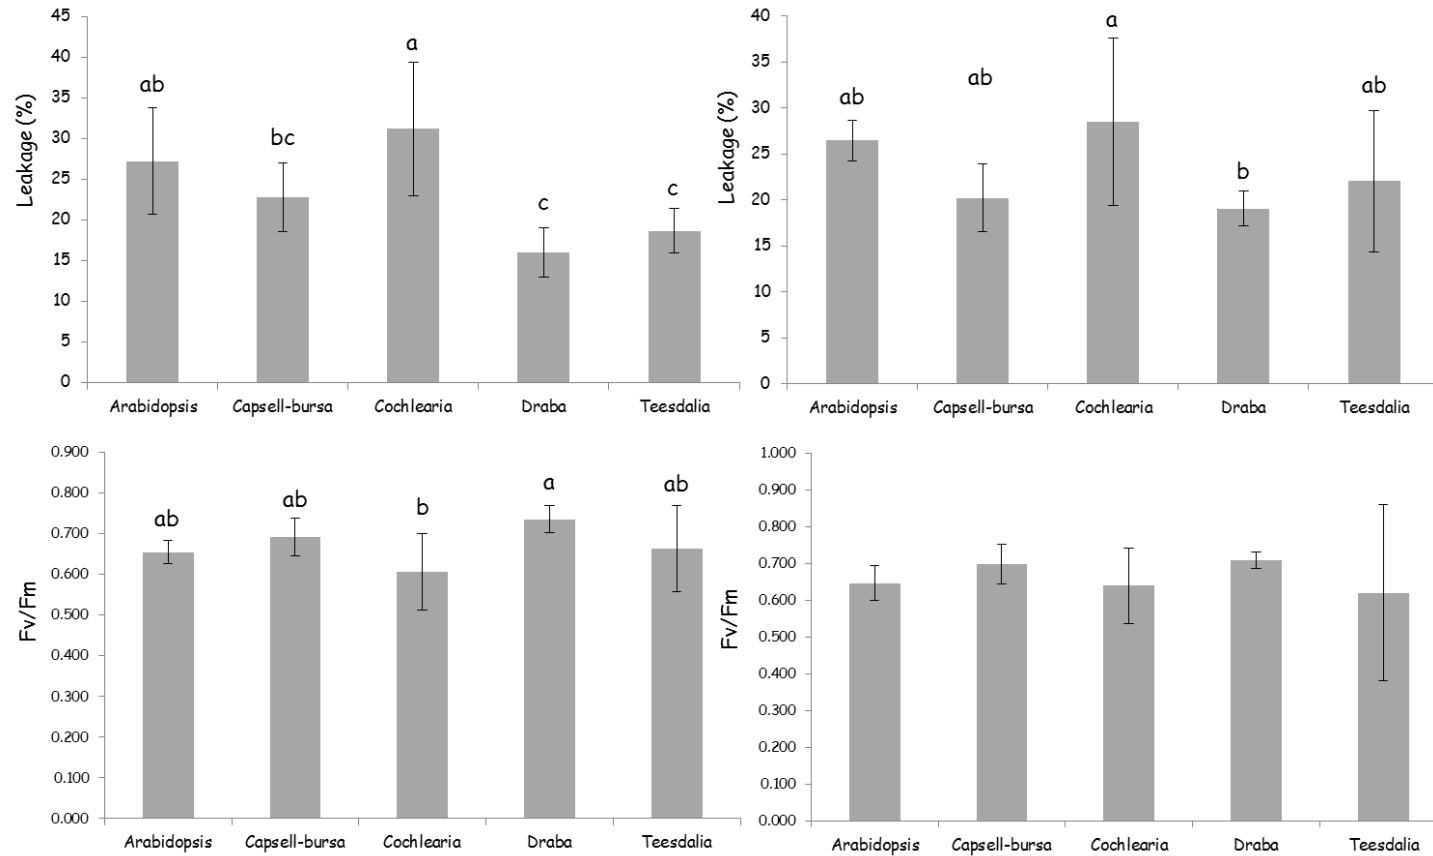 45
40
35
30
25
20
15
10
5
0
Leakage (%)
ab
bc
a
c
c
Arabidopsis Capsell-bursa Cochlearia Draba Teesdalia
40
35
30
25
20
15
10
5
0
Leakage (%)
ab
ab
a
b
ab
Arabidopsis Capsell-bursa Cochlearia Draba Teesdalia
0.900
0.800
0.700
0.600
0.500
0.400
0.300
0.200
0.100
0.000
Fv/Fm
ab
ab
b
a
ab
Arabidopsis Capsell-bursa Cochlearia Draba Teesdalia
1.000
0.900
0.800
0.700
0.600
0.500
0.400
0.300
0.200
0.100
0.000
Fv/Fm
Arabidopsis Capsell-bursa Cochlearia Draba Teesdalia